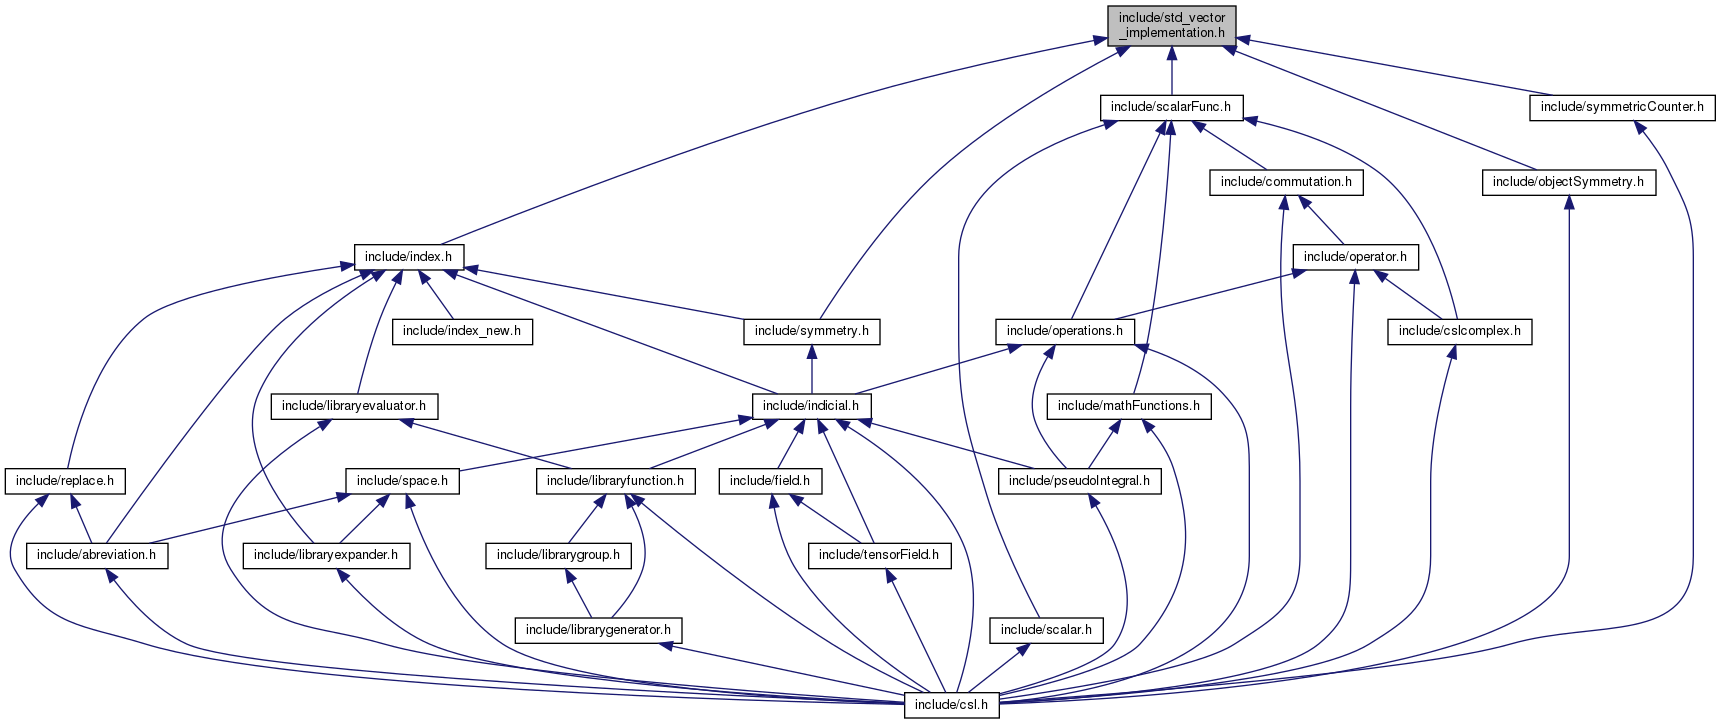 include/std_vector
_implementation.h
include/scalarFunc.h
include/symmetricCounter.h
include/commutation.h
include/objectSymmetry.h
include/index.h
include/operator.h
include/index_new.h
include/symmetry.h
include/operations.h
include/cslcomplex.h
include/libraryevaluator.h
include/indicial.h
include/mathFunctions.h
include/replace.h
include/space.h
include/libraryfunction.h
include/field.h
include/pseudoIntegral.h
include/abreviation.h
include/libraryexpander.h
include/librarygroup.h
include/tensorField.h
include/librarygenerator.h
include/scalar.h
include/csl.h